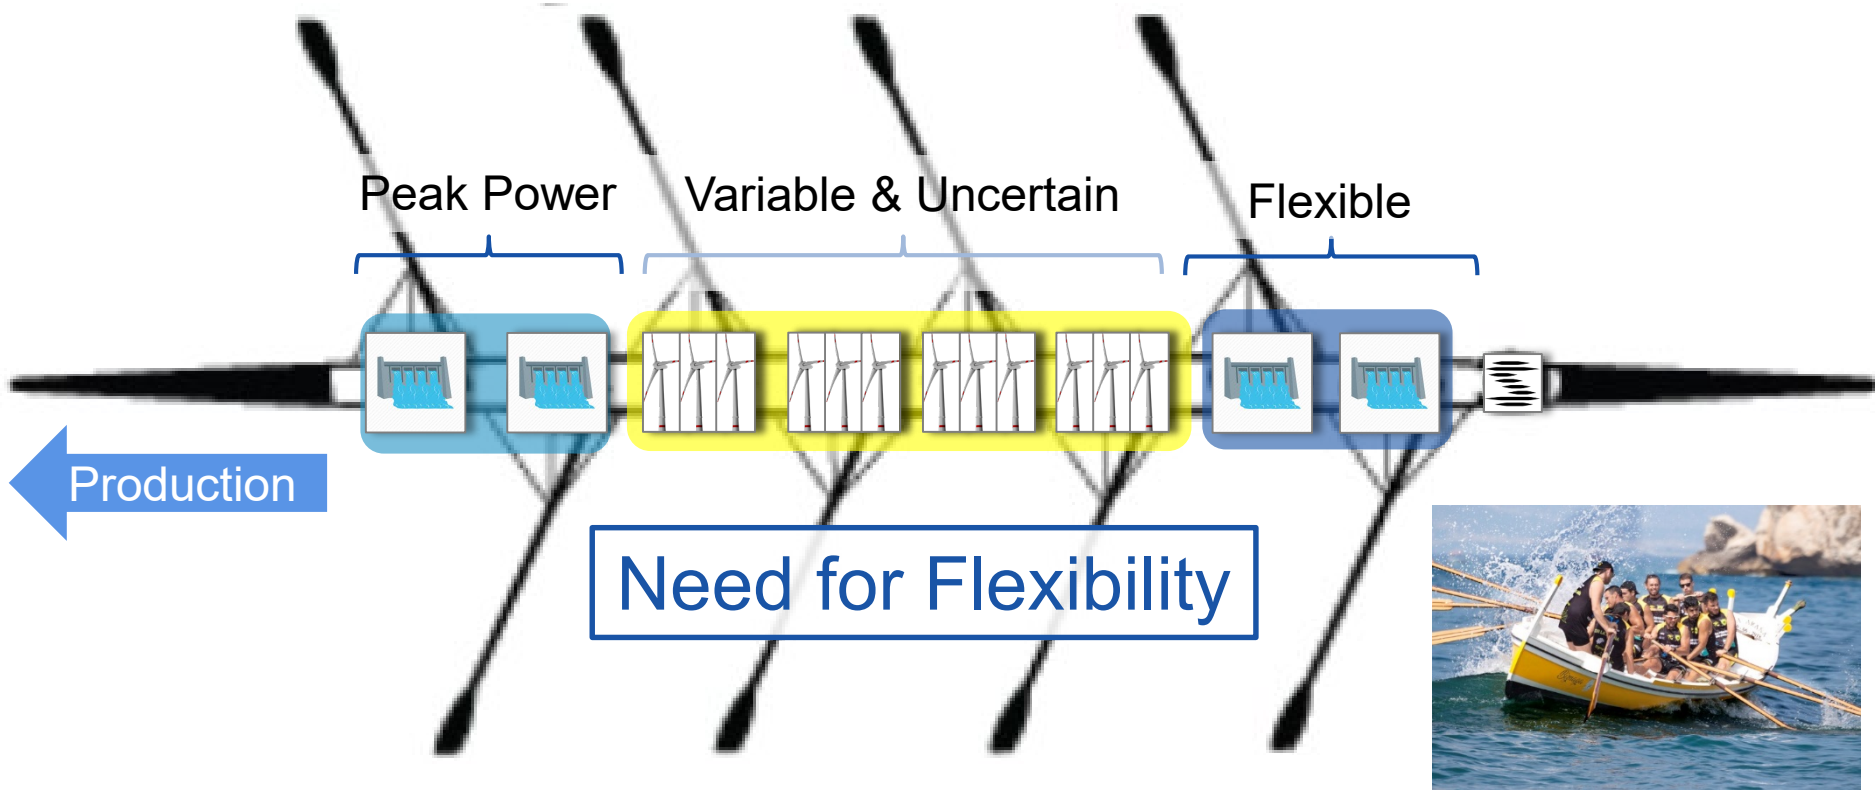 Peak Power
Variable & Uncertain
Flexible
Production
Need for Flexibility